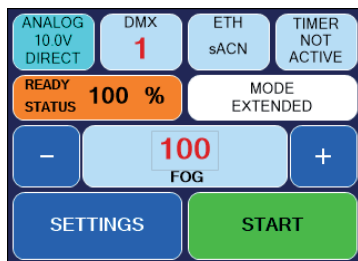 ANALOG
10.0V
DIRECT
DMX
1
ETH
sACN
TIMER
NOT
ACTIVE
READY
STATUS
100 %
MODE
EXTENDED
-
100
FOG
+
SETTINGS
START